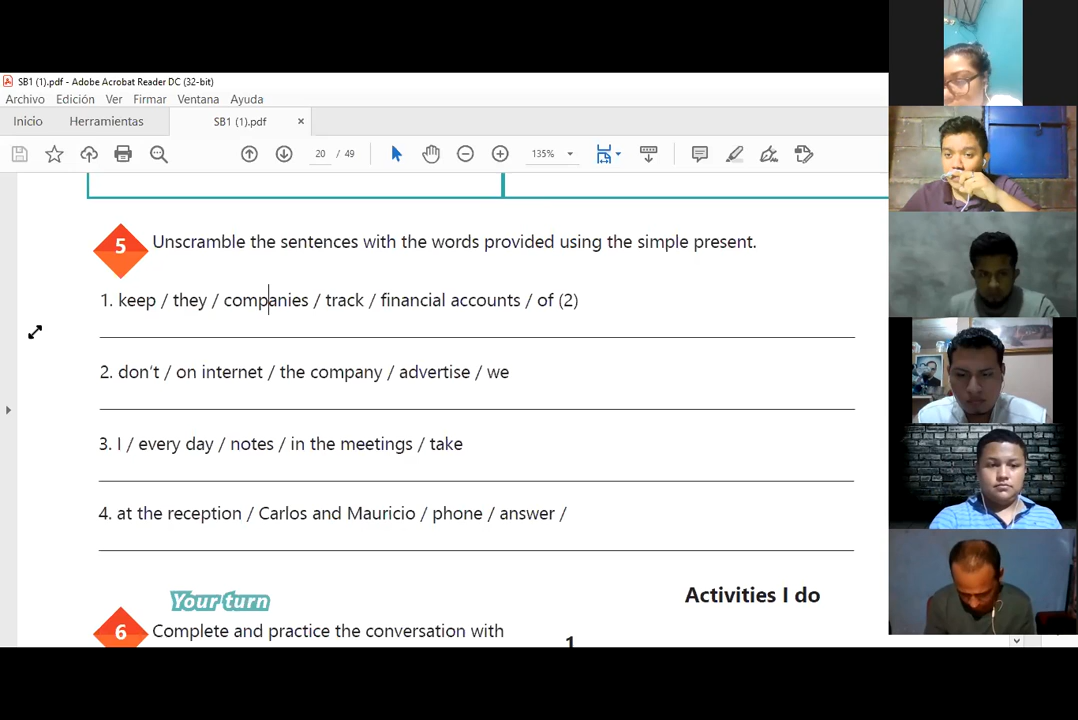 SB1 (1).pdf - Adobe Acrobat Reader DC (32-bit)
Archivo Edición Ver Firmar Ventana Ayuda
Inicio Herramientas SB1 (1).pdf ×
20 / 49 135%
5 Unscramble the sentences with the words provided using the simple present.
1. keep / they / companies / track / financial accounts / of (2)
2. don't / on internet / the company / advertise / we
3. I / every day / notes / in the meetings / take
4. at the reception / Carlos and Mauricio / phone / answer /
Your turn
Activities I do
6 Complete and practice the conversation with
1